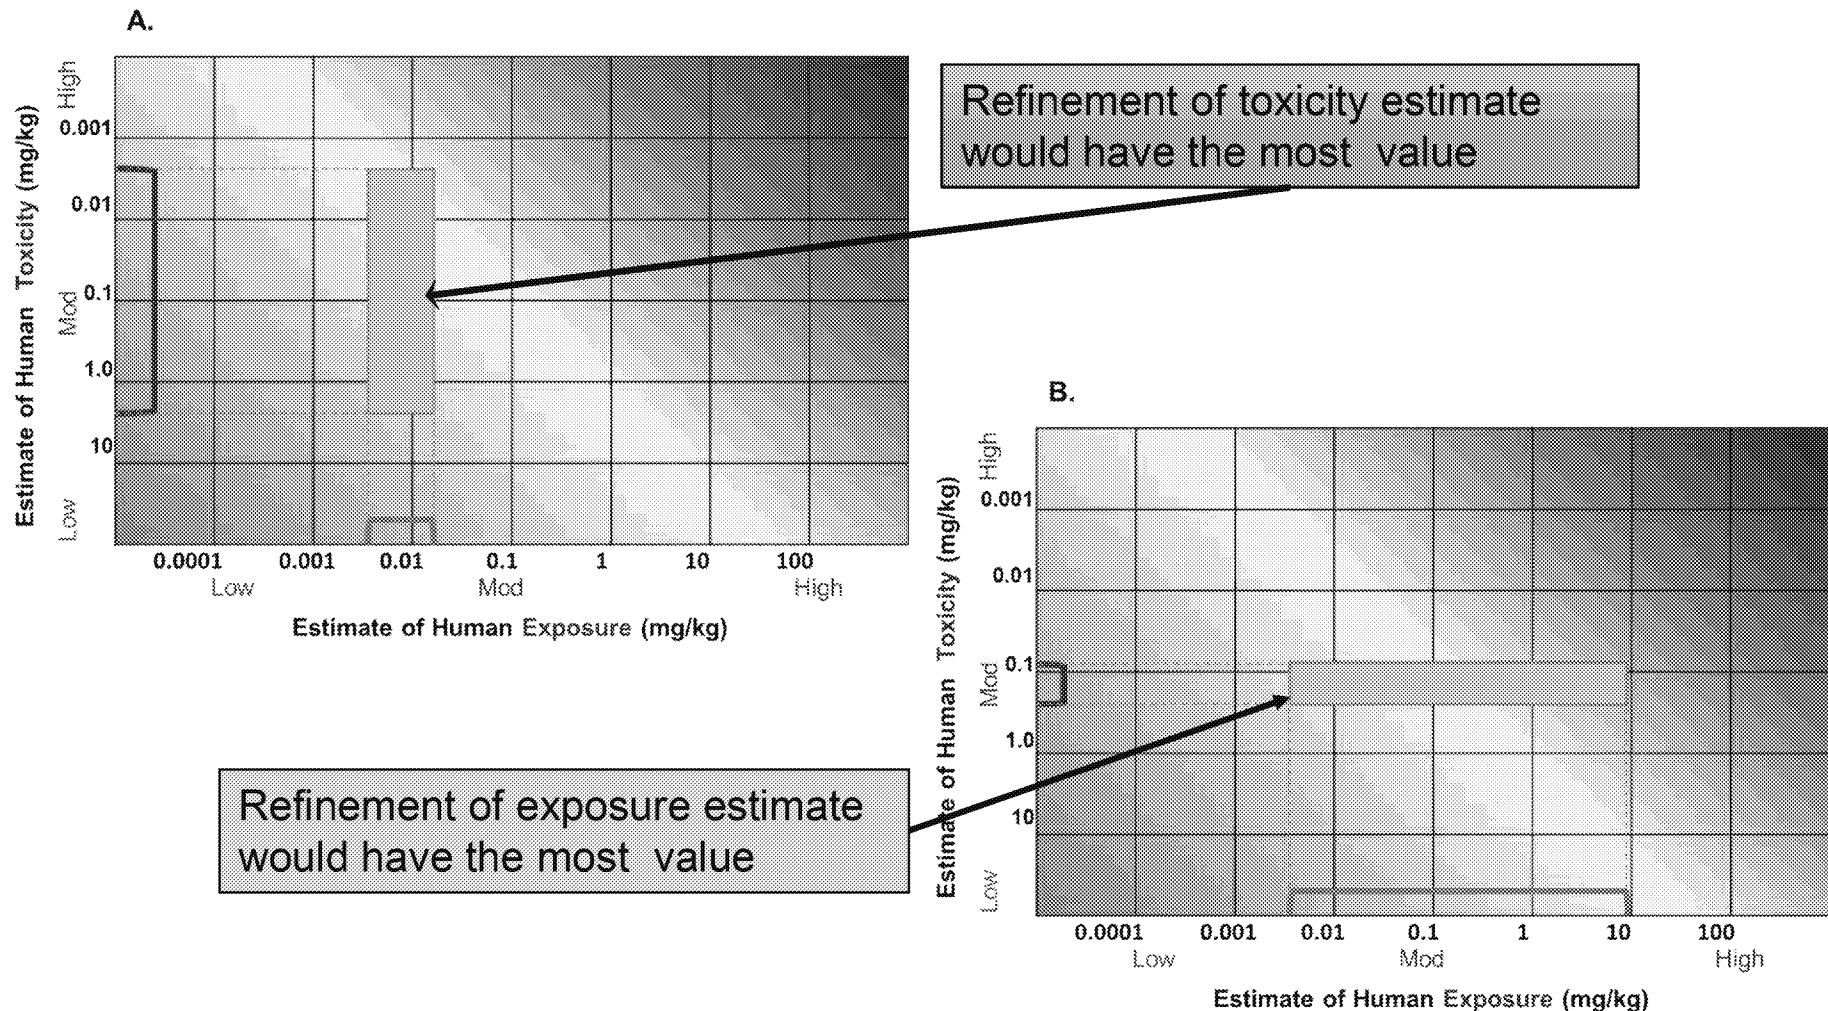 A.
Estimate of Human Toxicity (mg/kg)
High
Mod
Low
0.001
0.01
0.1
1.0
10
0.0001 0.001 0.01 0.1 1 10 100
Low Mod High
Estimate of Human Exposure (mg/kg)
Refinement of toxicity estimate
would have the most value
B.
Estimate of Human Toxicity (mg/kg)
High
Mod
Low
0.001
0.01
0.1
1.0
10
0.0001 0.001 0.01 0.1 1 10 100
Low Mod High
Estimate of Human Exposure (mg/kg)
Refinement of exposure estimate
would have the most value